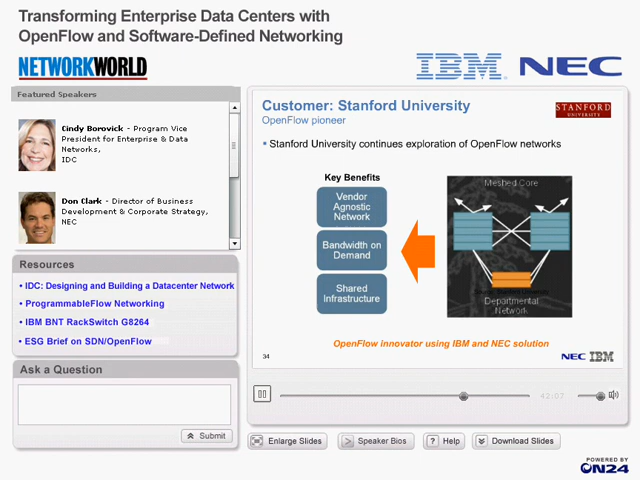 Transforming Enterprise Data Centers with
OpenFlow and Software-Defined Networking
NETWORKWORLD
IBM
NEC
Featured Speakers
Cindy Borovick - Program Vice
President for Enterprise & Data
Networks,
IDC
Don Clark - Director of Business
Development & Corporate Strategy,
NEC
Resources
• IDC: Designing and Building a Datacenter Network
• ProgrammableFlow Networking
• IBM BNT RackSwitch G8264
• ESG Brief on SDN/OpenFlow
Ask a Question
Submit
Customer: Stanford University
OpenFlow pioneer
STANFORD
UNIVERSITY
• Stanford University continues exploration of OpenFlow networks
Key Benefits
Vendor
Agnostic
Network
Bandwidth on
Demand
Shared
Infrastructure
Meshed Core
Departmental
Network
OpenFlow innovator using IBM and NEC solution
34
NEC IBM
42:07
Enlarge Slides
Speaker Bios
? Help
Download Slides
POWERED BY
ON24